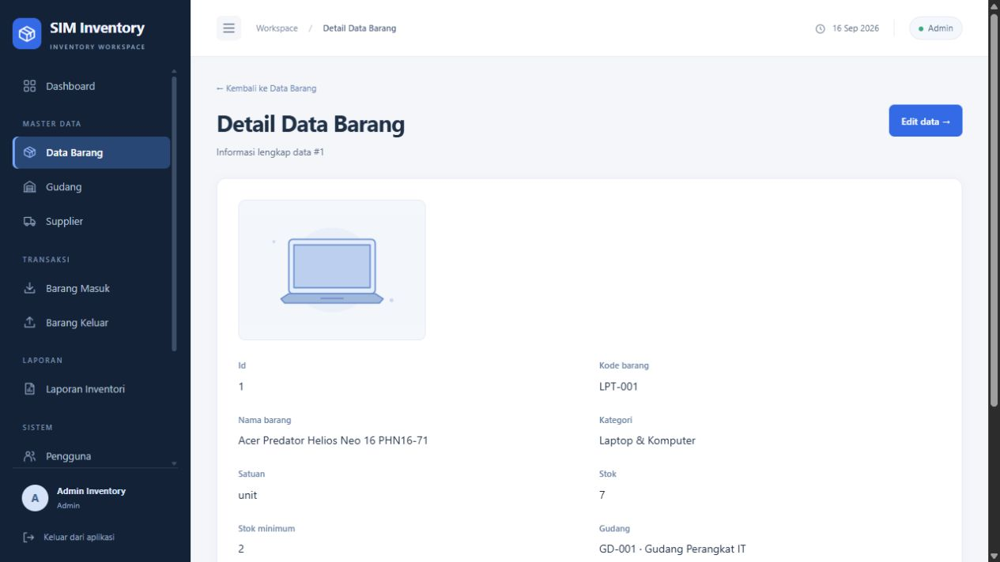 SIM Inventory
INVENTORY WORKSPACE
Dashboard
MASTER DATA
Data Barang
Gudang
Supplier
TRANSAKSI
Barang Masuk
Barang Keluar
LAPORAN
Laporan Inventori
SISTEM
Pengguna
A
Admin Inventory
Admin
Keluar dari aplikasi
Workspace / Detail Data Barang
16 Sep 2026
Admin
← Kembali ke Data Barang
Detail Data Barang
Edit data →
Informasi lengkap data #1
Id
1
Kode barang
LPT-001
Nama barang
Acer Predator Helios Neo 16 PHN16-71
Kategori
Laptop & Komputer
Satuan
unit
Stok
7
Stok minimum
2
Gudang
GD-001 · Gudang Perangkat IT